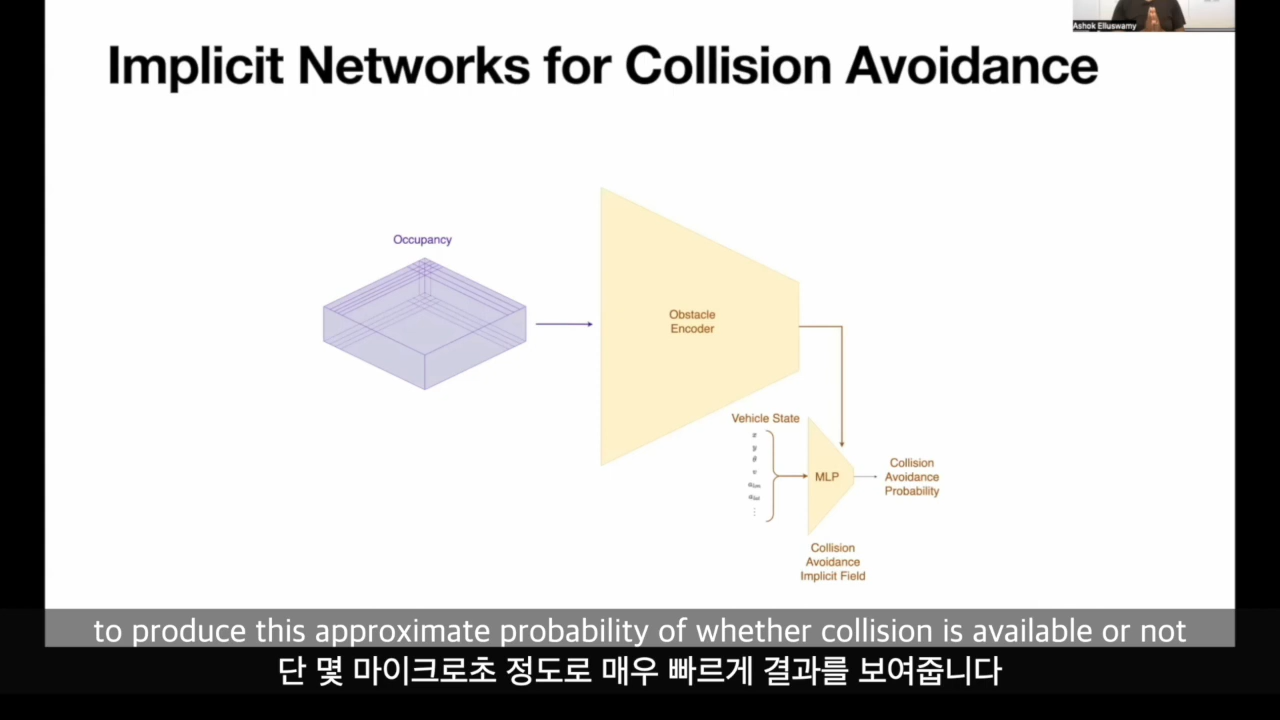 Ashok Elluswamy
Implicit Networks for Collision Avoidance
Occupancy
Obstacle
Encoder
Vehicle State
x
y
θ
v
MLP
Collision
Avoidance
Probability
Collision
Avoidance
Implicit Field
to produce this approximate probability of whether collision is available or not
단 몇 마이크로초 정도로 매우 빠르게 결과를 보여줍니다